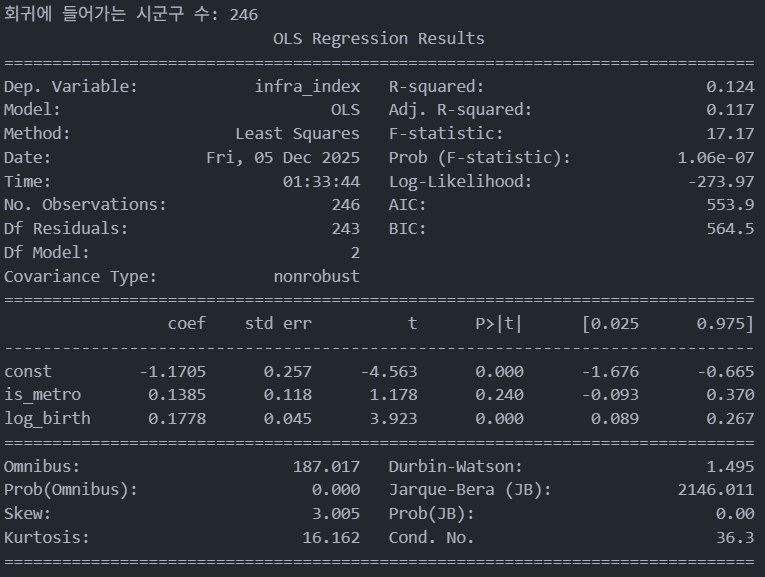 회귀에 들어가는 시군구 수: 246
OLS Regression Results
==============================================================================
Dep. Variable: infra_index R-squared: 0.124
Model: OLS Adj. R-squared: 0.117
Method: Least Squares F-statistic: 17.17
Date: Fri, 05 Dec 2025 Prob (F-statistic): 1.06e-07
Time: 01:33:44 Log-Likelihood: -273.97
No. Observations: 246 AIC: 553.9
Df Residuals: 243 BIC: 564.5
Df Model: 2
Covariance Type: nonrobust
==============================================================================
coef std err t P>|t| [0.025 0.975]
------------------------------------------------------------------------------
const -1.1705 0.257 -4.563 0.000 -1.676 -0.665
is_metro 0.1385 0.118 1.178 0.240 -0.093 0.370
log_birth 0.1778 0.045 3.923 0.000 0.089 0.267
==============================================================================
Omnibus: 187.017 Durbin-Watson: 1.495
Prob(Omnibus): 0.000 Jarque-Bera (JB): 2146.011
Skew: 3.005 Prob(JB): 0.00
Kurtosis: 16.162 Cond. No. 36.3
==============================================================================